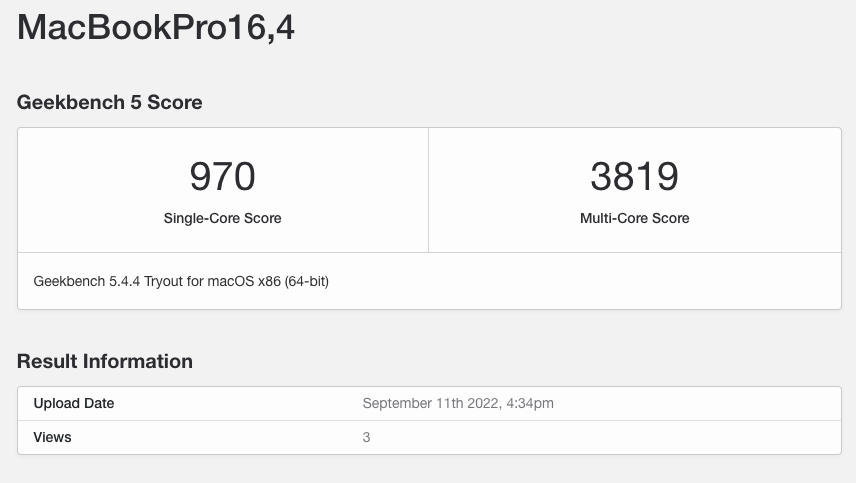 MacBookPro16,4
Geekbench 5 Score
970
Single-Core Score
3819
Multi-Core Score
Geekbench 5.4.4 Tryout for macOS x86 (64-bit)
Result Information
Upload Date September 11th 2022, 4:34pm
Views 3